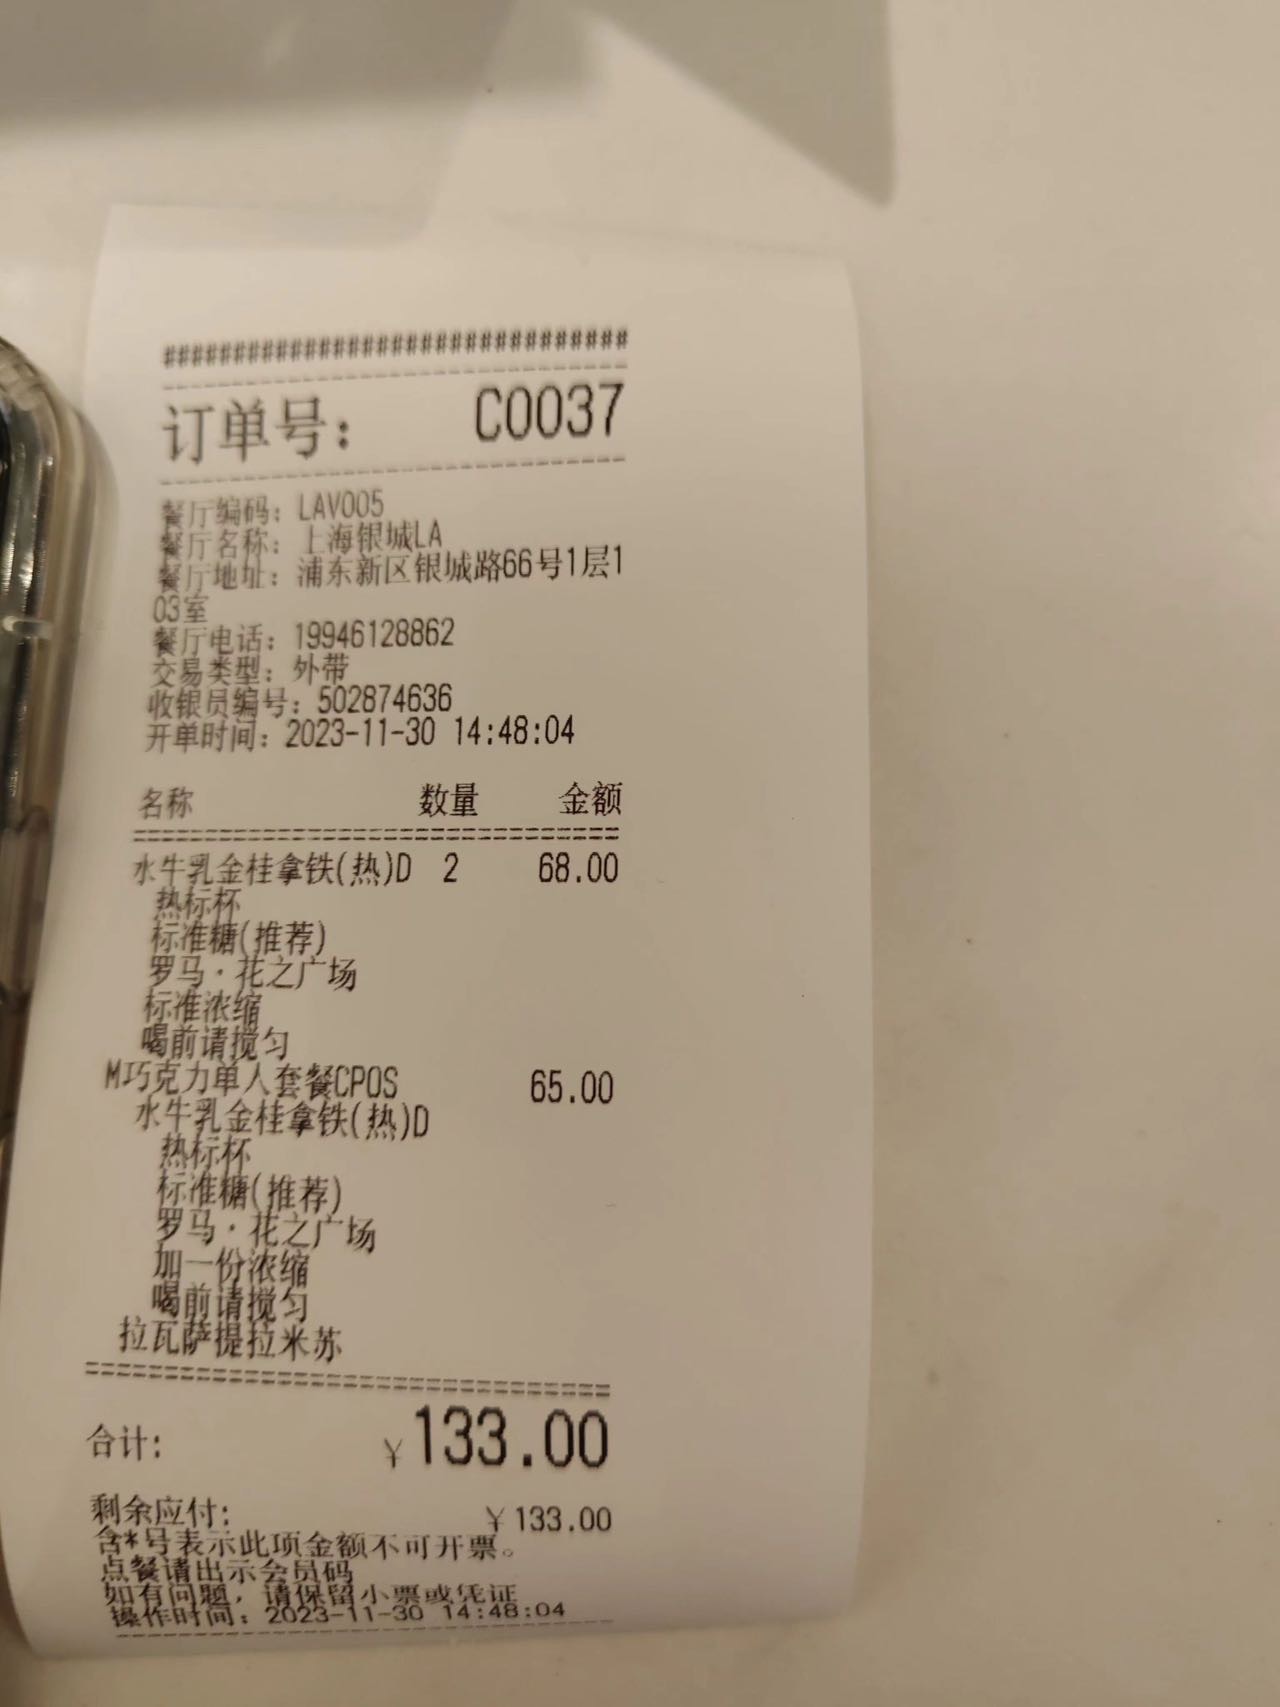 ################################
订单号： C0037
餐厅编码：LAV005
餐厅名称：上海银城LA
餐厅地址：浦东新区银城路66号1层1
03室
餐厅电话：19946128862
交易类型：外带
收银员编号：502874636
开单时间：2023-11-30 14:48:04
名称 数量 金额
水牛乳金桂拿铁(热)D 2 68.00
热标杯
标准糖(推荐)
罗马·花之广场
标准浓缩
喝前请搅匀
M巧克力单人套餐CPOS 65.00
水牛乳金桂拿铁(热)D
热标杯
标准糖(推荐)
罗马·花之广场
加一份浓缩
喝前请搅匀
拉瓦萨提拉米苏
合计： ￥133.00
剩余应付： ￥133.00
含*号表示此项金额不可开票。
点餐请出示会员码
如有问题，请保留小票或凭证
操作时间：2023-11-30 14:48:04